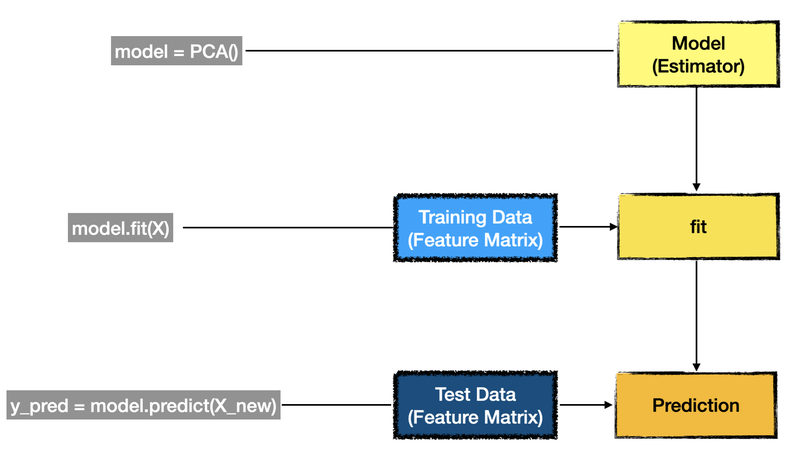 model = PCA()
Model
(Estimator)
model.fit(X)
Training Data
(Feature Matrix)
fit
y_pred = model.predict(X_new)
Test Data
(Feature Matrix)
Prediction